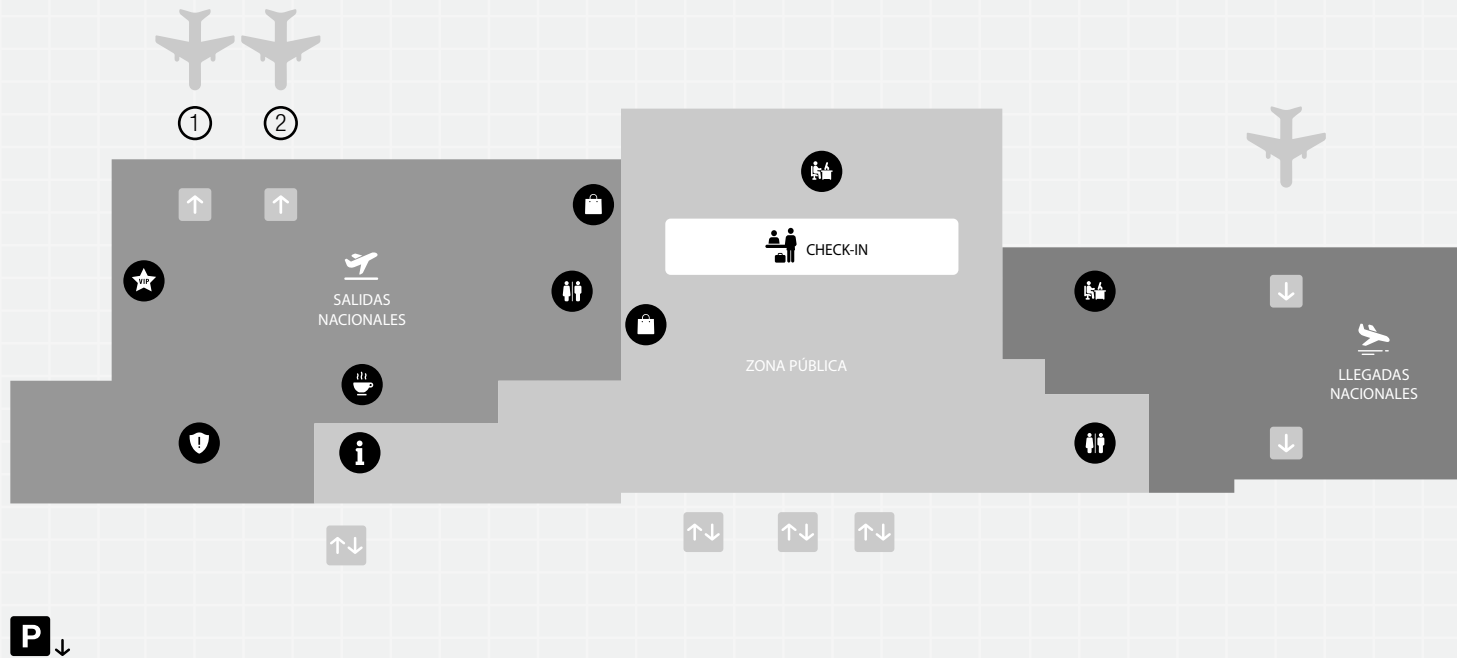 1
2
VIP
SALIDAS
NACIONALES
CHECK-IN
ZONA PÚBLICA
LLEGADAS
NACIONALES
P